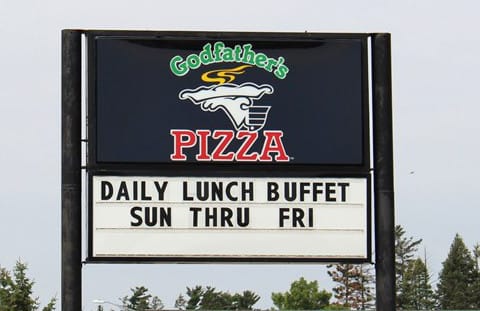 Godfather's
PIZZA
DAILY LUNCH BUFFET
SUN THRU FRI